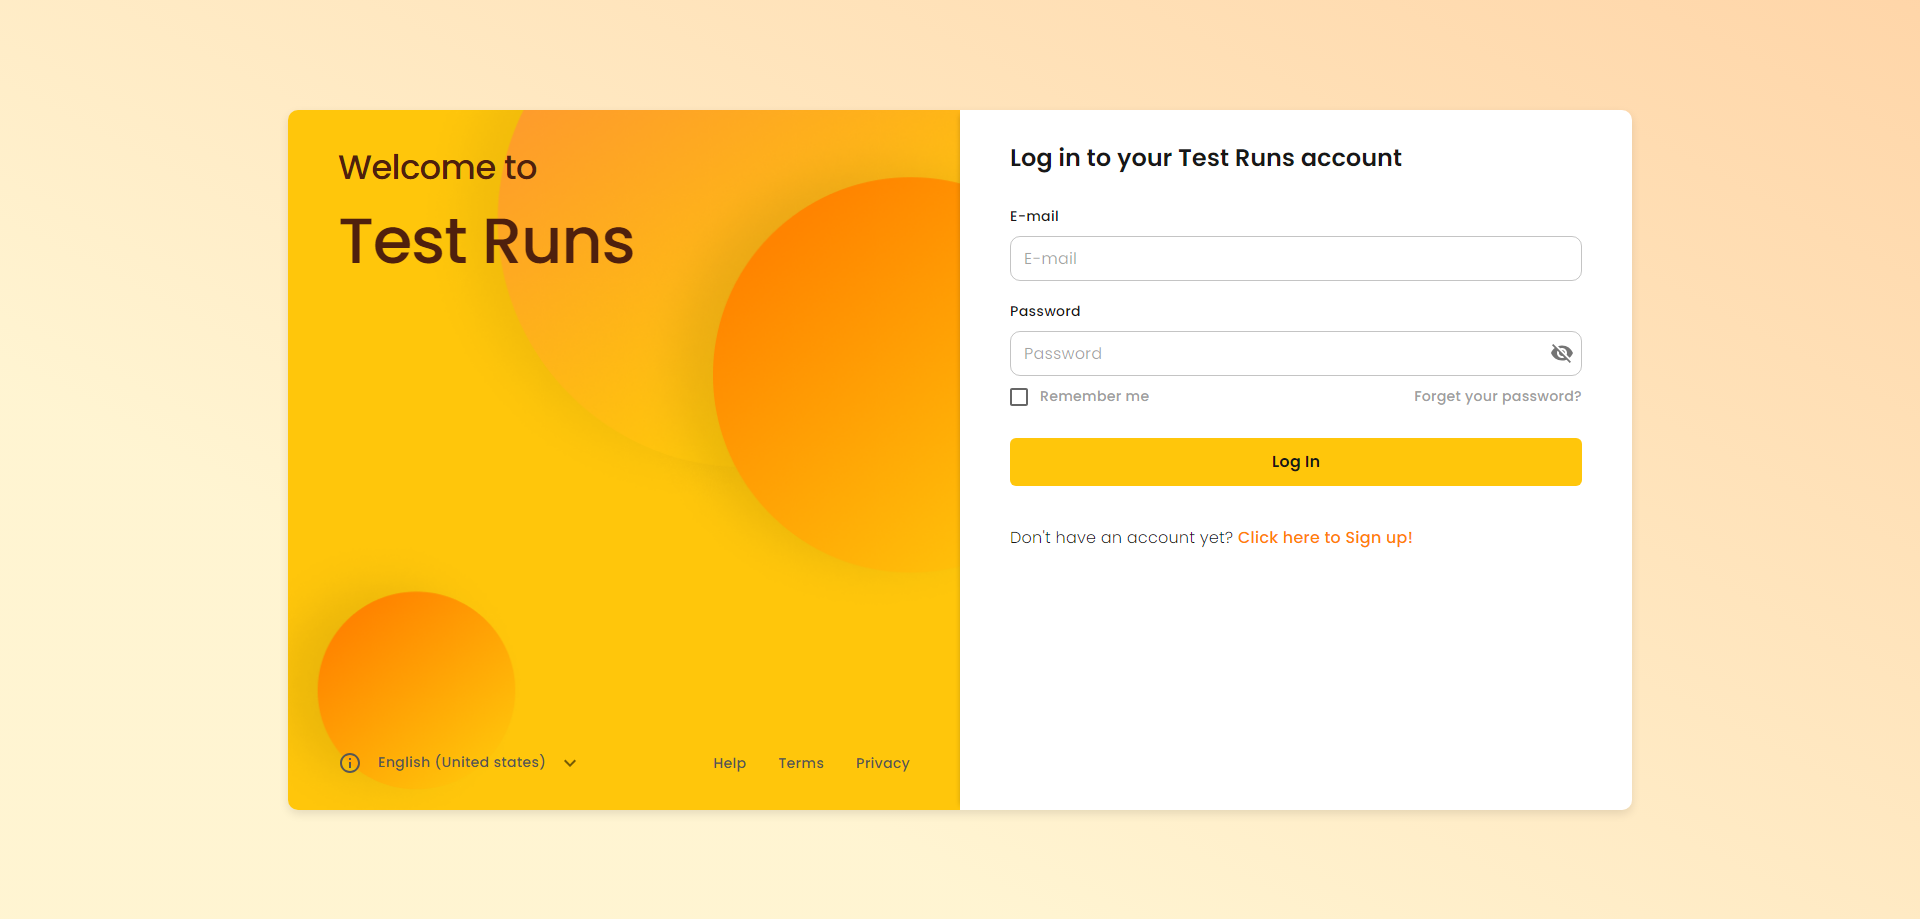 Welcome to
Test Runs
English (United states)
Help Terms Privacy
Log in to your Test Runs account
E-mail
E-mail
Password
Password
Remember me Forget your password?
Log In
Don't have an account yet? Click here to Sign up!